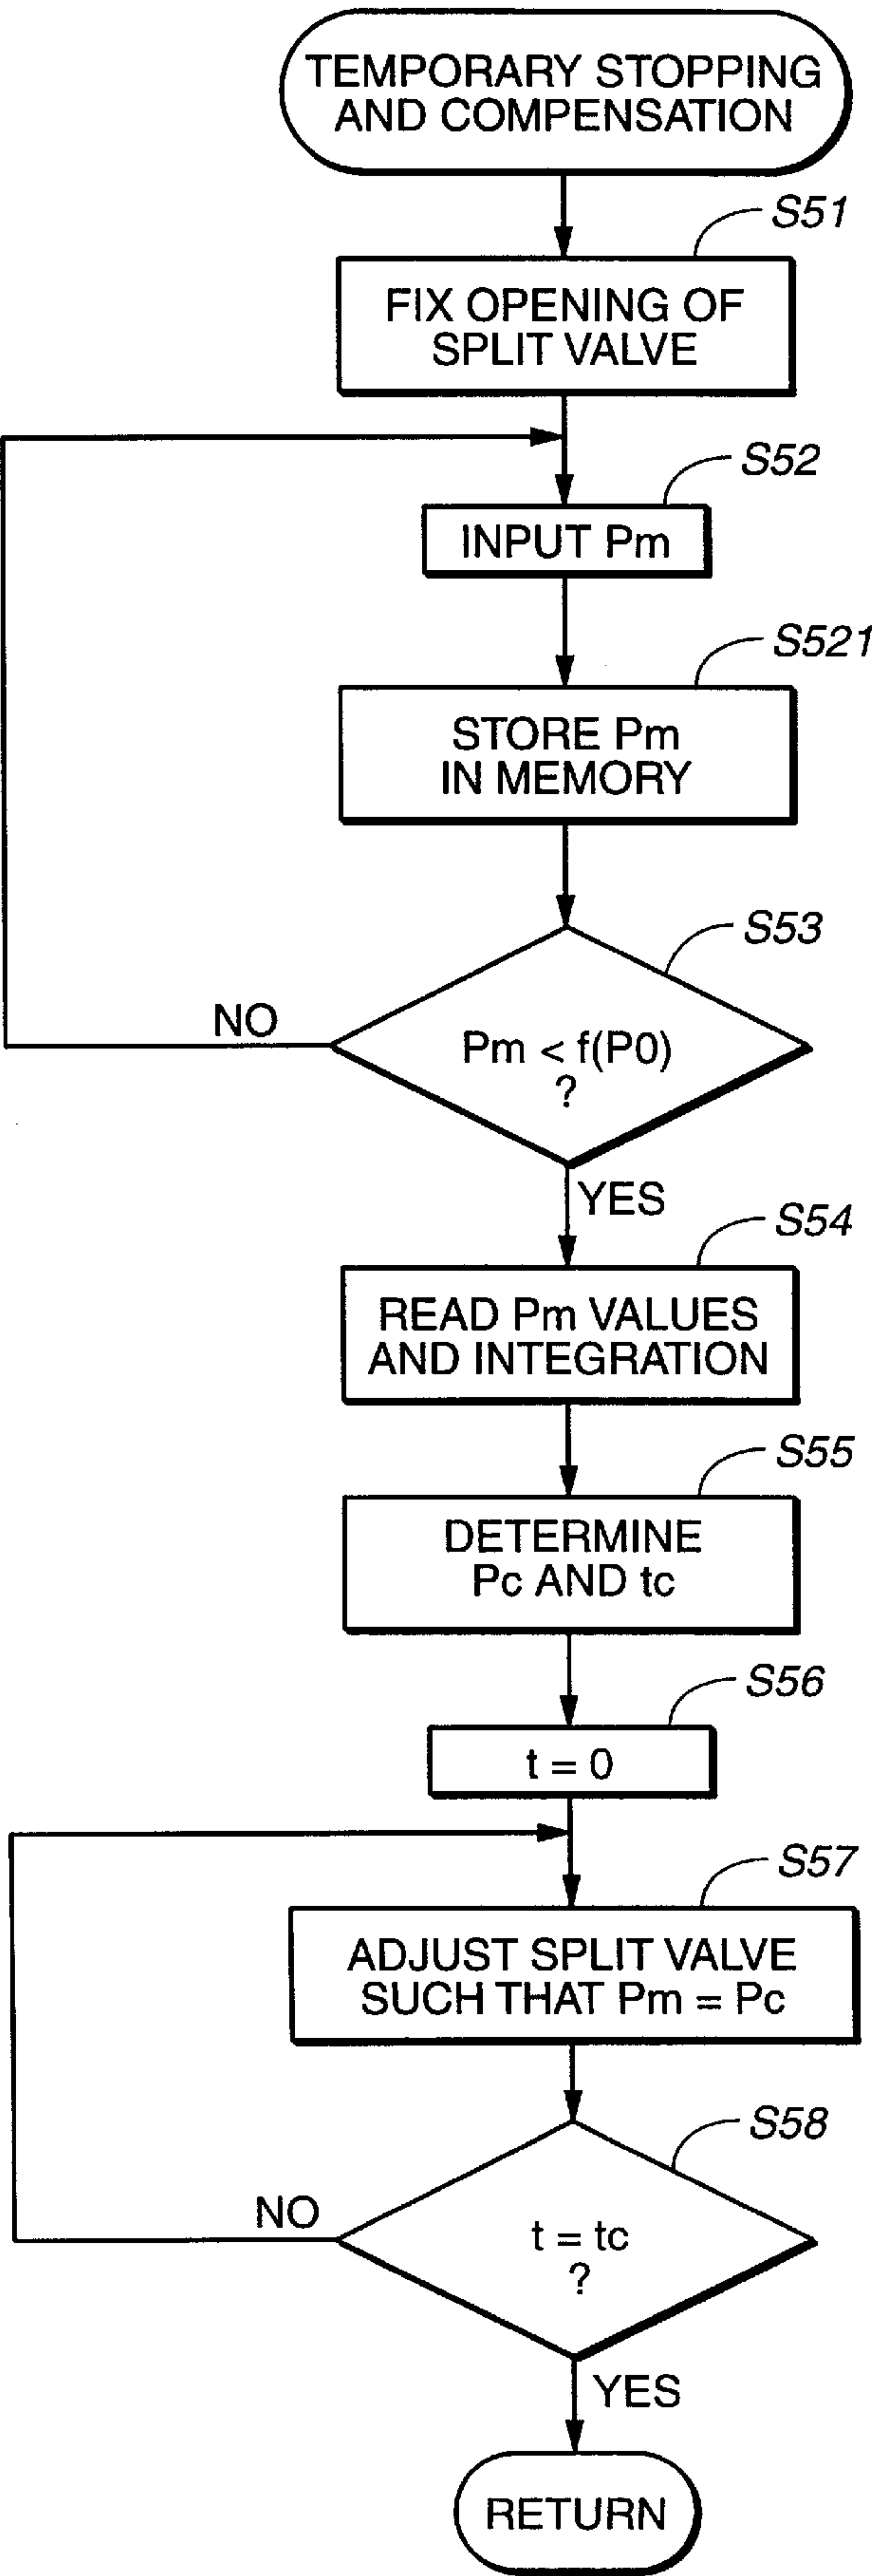 TEMPORARY STOPPING
AND COMPENSATION
S51
FIX OPENING OF
SPLIT VALVE
S52
INPUT Pm
S521
STORE Pm
IN MEMORY
S53
NO
Pm < f(P0)
?
YES
S54
READ Pm VALUES
AND INTEGRATION
S55
DETERMINE
Pc AND tc
S56
t = 0
S57
ADJUST SPLIT VALVE
SUCH THAT Pm = Pc
S58
NO
t = tc
?
YES
RETURN